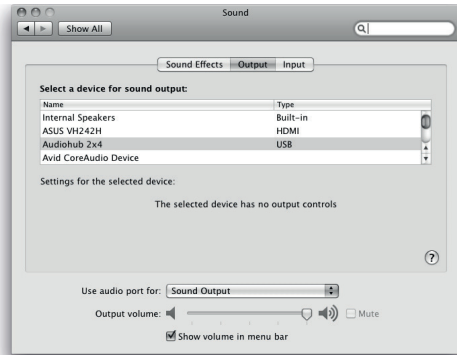 Sound
Show All
Sound Effects Output Input
Select a device for sound output:
Name Type
Internal Speakers Built-in
ASUS VH242H HDMI
Audiohub 2x4 USB
Avid CoreAudio Device
Settings for the selected device:
The selected device has no output controls
?
Use audio port for: Sound Output
Output volume: Mute
Show volume in menu bar